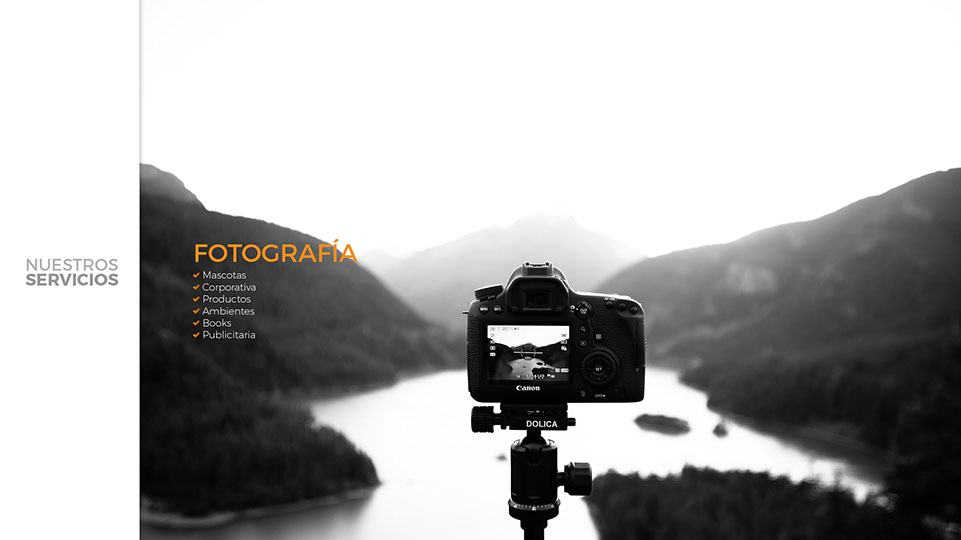 NUESTROS
SERVICIOS
FOTOGRAFÍA
Mascotas
Corporativa
Productos
Ambientes
Books
Publicitaria
Canon
DOLICA